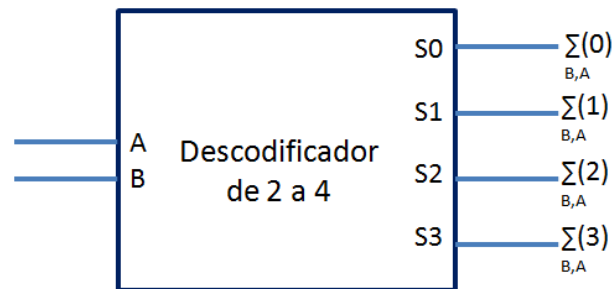 S0 ∑(0)
B,A
S1 ∑(1)
B,A
A
Descodificador
B
de 2 a 4
S2 ∑(2)
B,A
S3 ∑(3)
B,A